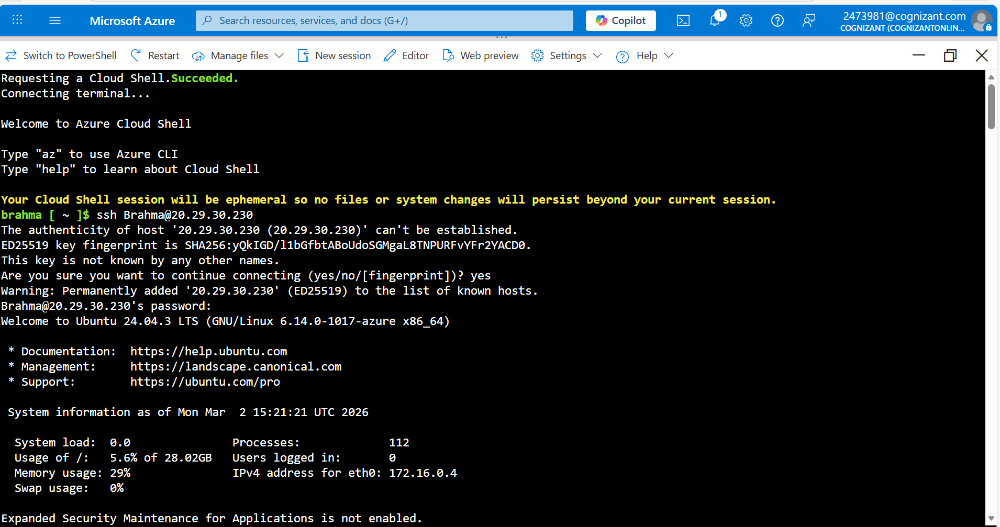 Microsoft Azure
Search resources, services, and docs (G+/)
Copilot
1
2473981@cognizant.com
COGNIZANT (COGNIZANTONLIN...
Switch to PowerShell
Restart
Manage files
New session
Editor
Web preview
Settings
Help
Requesting a Cloud Shell.Succeeded.
Connecting terminal...
Welcome to Azure Cloud Shell
Type "az" to use Azure CLI
Type "help" to learn about Cloud Shell
Your Cloud Shell session will be ephemeral so no files or system changes will persist beyond your current session.
brahma [ ~ ]$ ssh Brahma@20.29.30.230
The authenticity of host '20.29.30.230 (20.29.30.230)' can't be established.
ED25519 key fingerprint is SHA256:yQkIGD/l1bGfbtABoUdoSGMgaL8TNPURFvYFr2YACD0.
This key is not known by any other names.
Are you sure you want to continue connecting (yes/no/[fingerprint])? yes
Warning: Permanently added '20.29.30.230' (ED25519) to the list of known hosts.
Brahma@20.29.30.230's password:
Welcome to Ubuntu 24.04.3 LTS (GNU/Linux 6.14.0-1017-azure x86_64)
* Documentation:  https://help.ubuntu.com
* Management:     https://landscape.canonical.com
* Support:        https://ubuntu.com/pro
System information as of Mon Mar  2 15:21:21 UTC 2026
System load:  0.0               Processes:             112
Usage of /:   5.6% of 28.02GB   Users logged in:       0
Memory usage: 29%               IPv4 address for eth0: 172.16.0.4
Swap usage:   0%
Expanded Security Maintenance for Applications is not enabled.